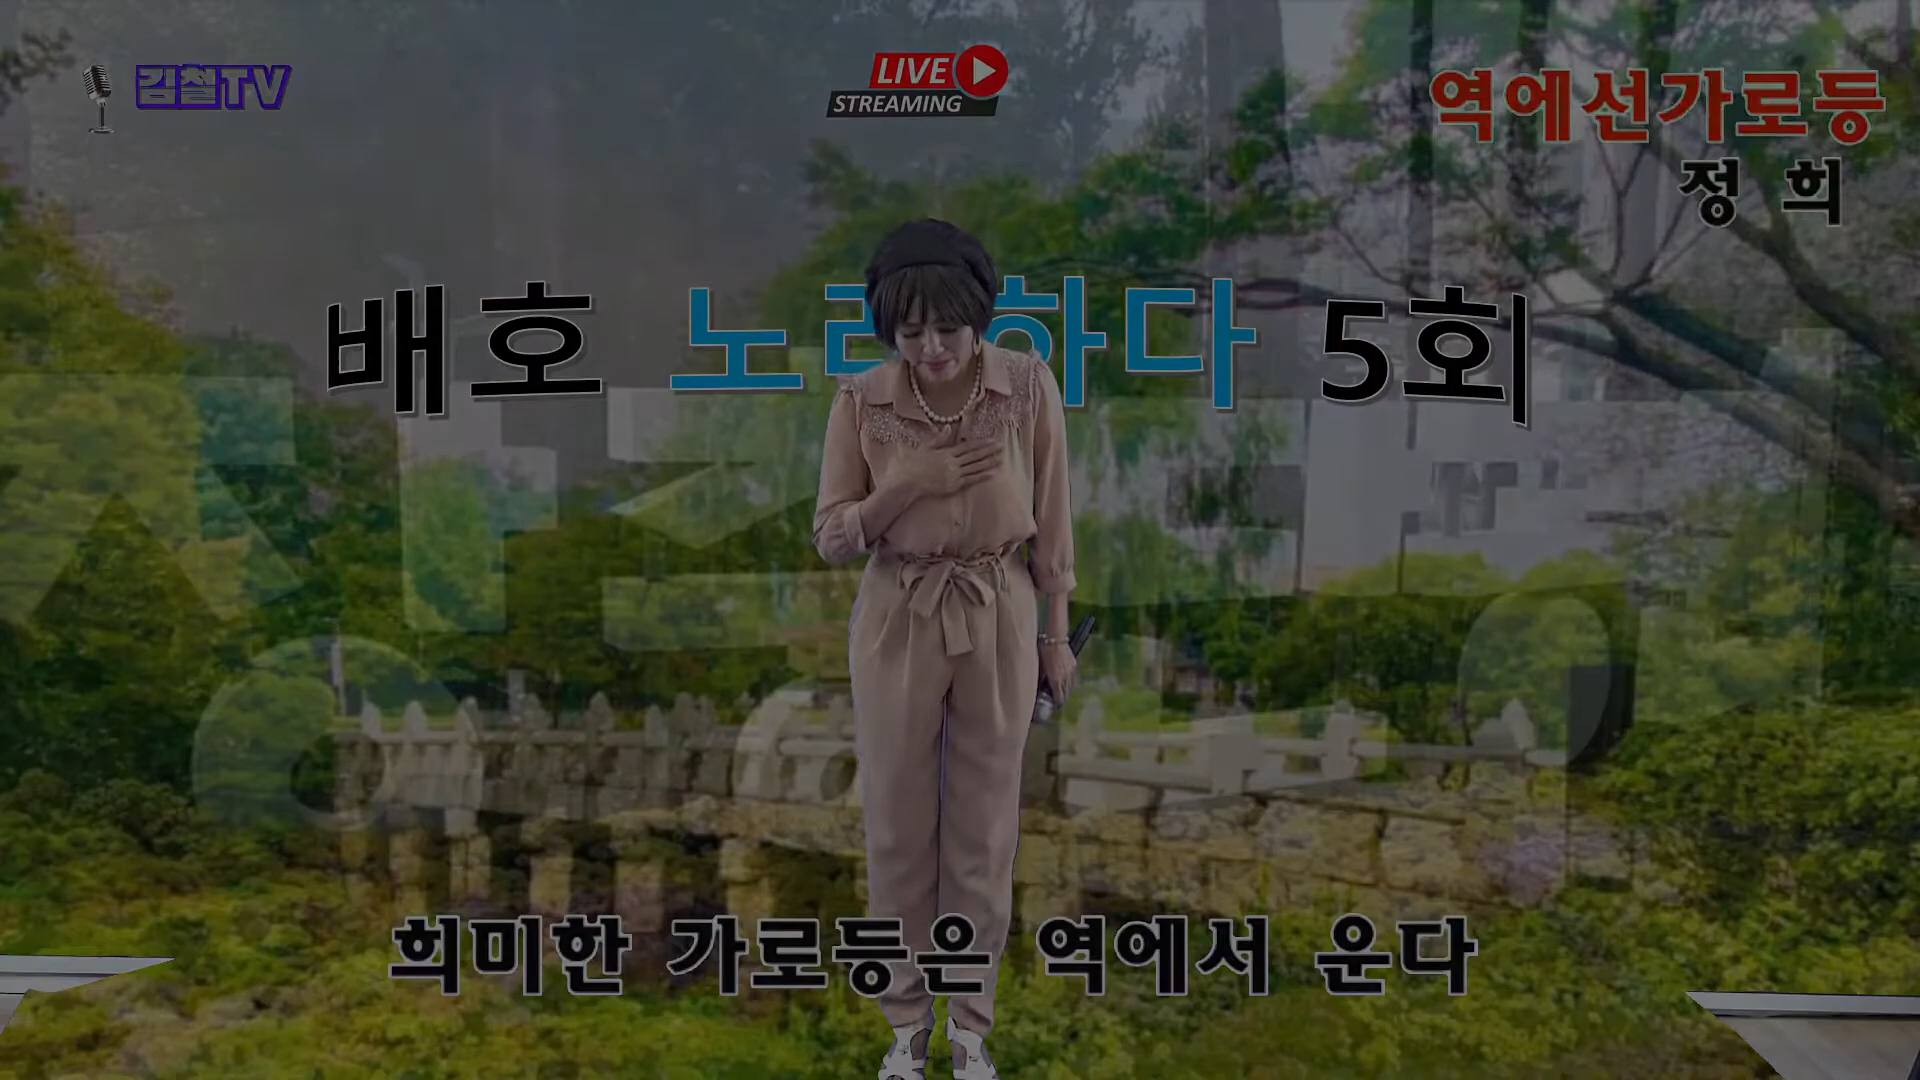 김철TV
LIVE
STREAMING
역에선가로등
정 희
배호 노래하다 5회
희미한 가로등은 역에서 운다